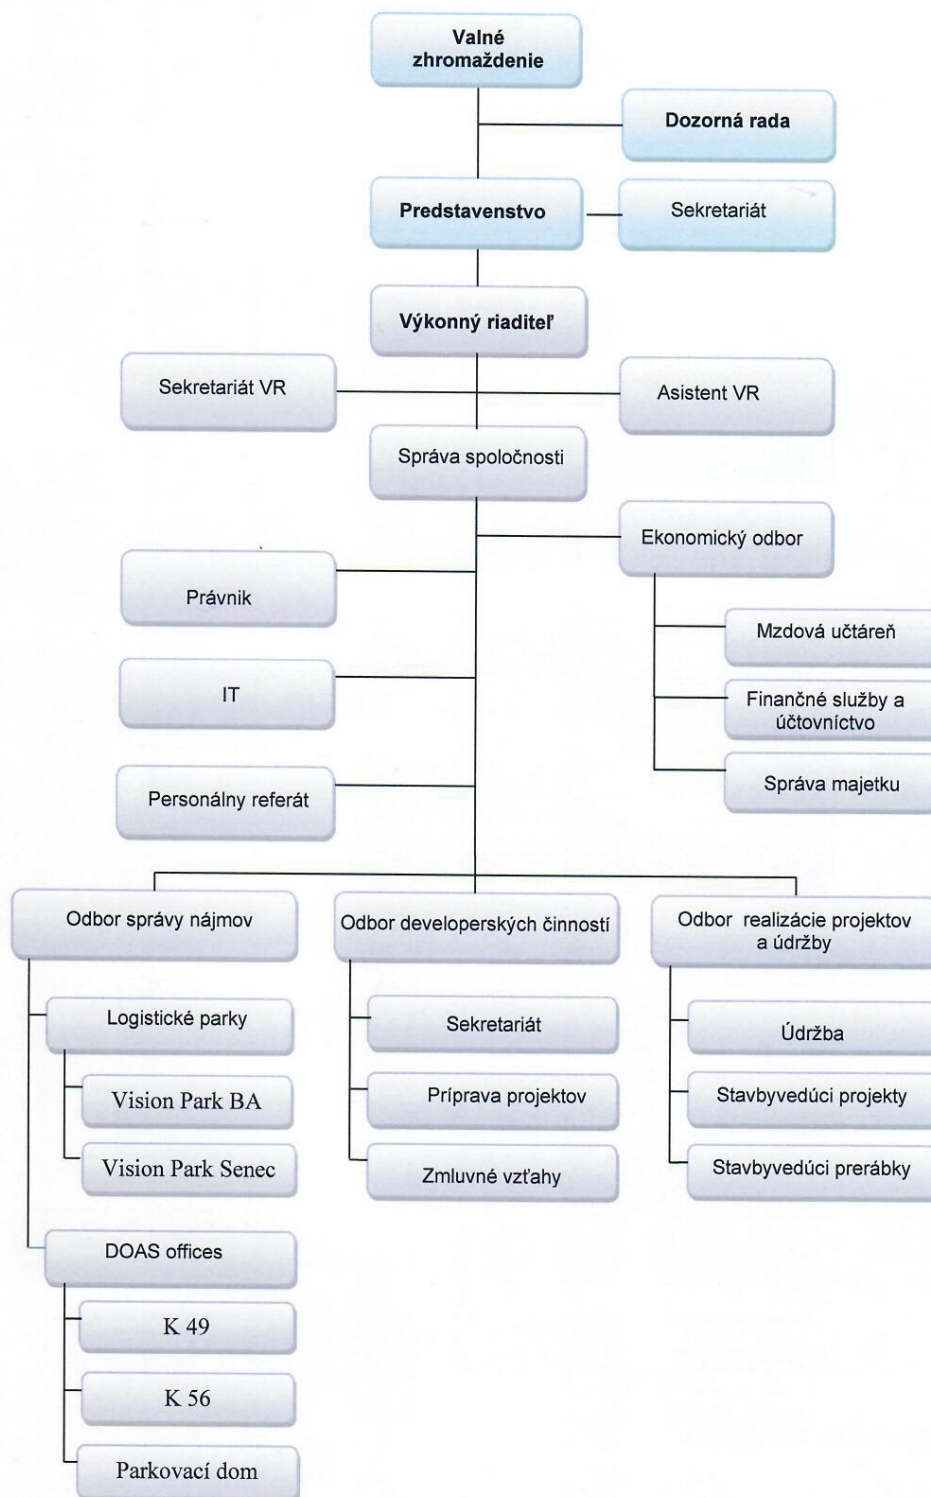 Valné
zhromaždenie
Dozorná rada
Predstavenstvo
Sekretariát
Výkonný riaditeľ
Sekretariát VR
Asistent VR
Správa spoločnosti
Ekonomický odbor
Právnik
Mzdová učtáreň
IT
Finančné služby a
účtovníctvo
Personálny referát
Správa majetku
Odbor správy nájmov
Odbor developerských činností
Odbor realizácie projektov
a údržby
Logistické parky
Vision Park BA
Vision Park Senec
DOAS offices
K 49
K 56
Parkovací dom
Sekretariát
Príprava projektov
Zmluvné vzťahy
Údržba
Stavbyvedúci projekty
Stavbyvedúci prerábky